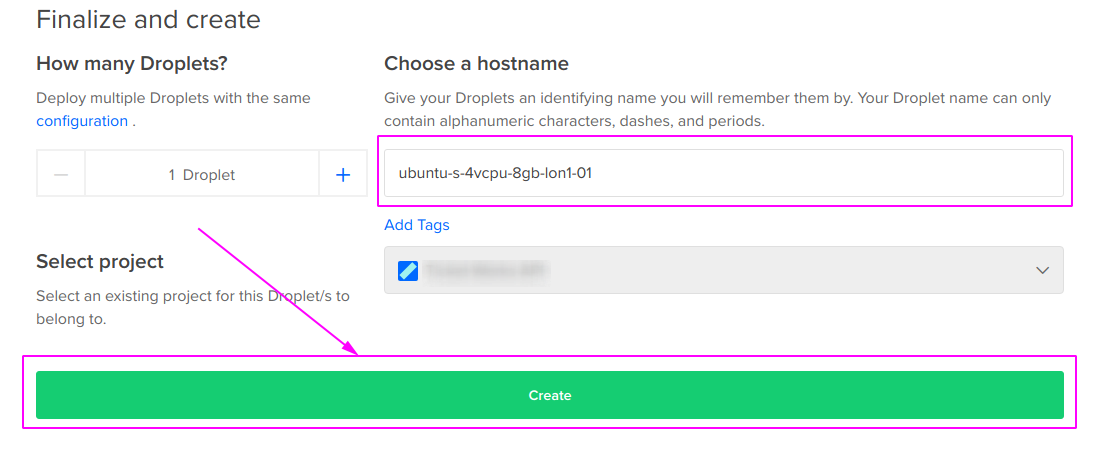 Finalize and create
How many Droplets?
Deploy multiple Droplets with the same
configuration .
1 Droplet
Choose a hostname
Give your Droplets an identifying name you will remember them by. Your Droplet name can only
contain alphanumeric characters, dashes, and periods.
ubuntu-s-4vcpu-8gb-lon1-01
Add Tags
Select project
Select an existing project for this Droplet/s to
belong to.
Create